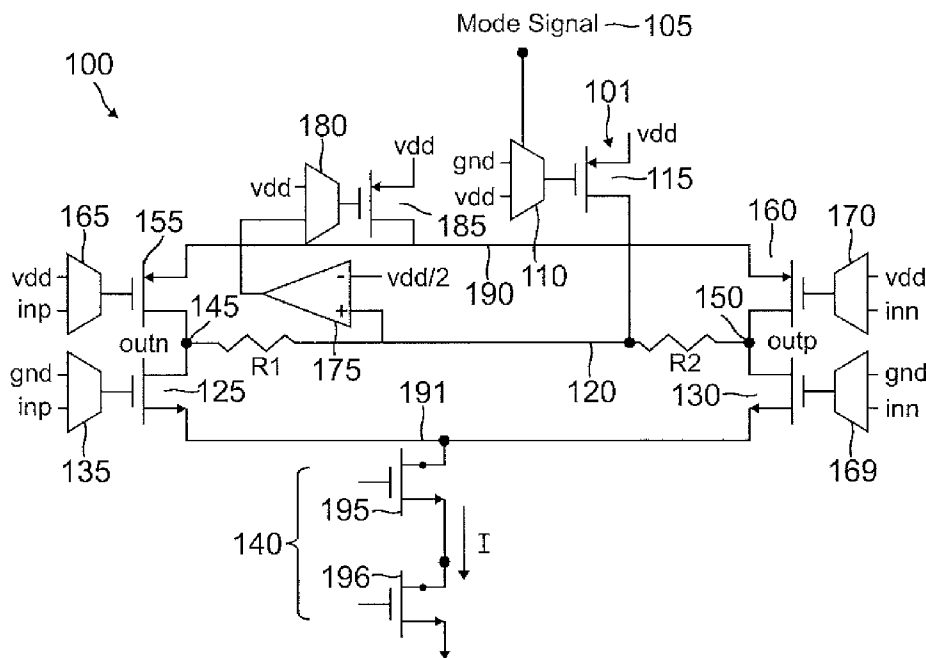 Mode Signal 105
100
101
180
vdd
vdd
gnd
115
165
155
vdd
vdd
160
170
185
110
vdd
190
vdd
inp
145
-
vdd/2
150
inn
+
outn
outp
R1
175
R2
gnd
125
120
130
gnd
inp
191
inn
135
169
195
140
I
196